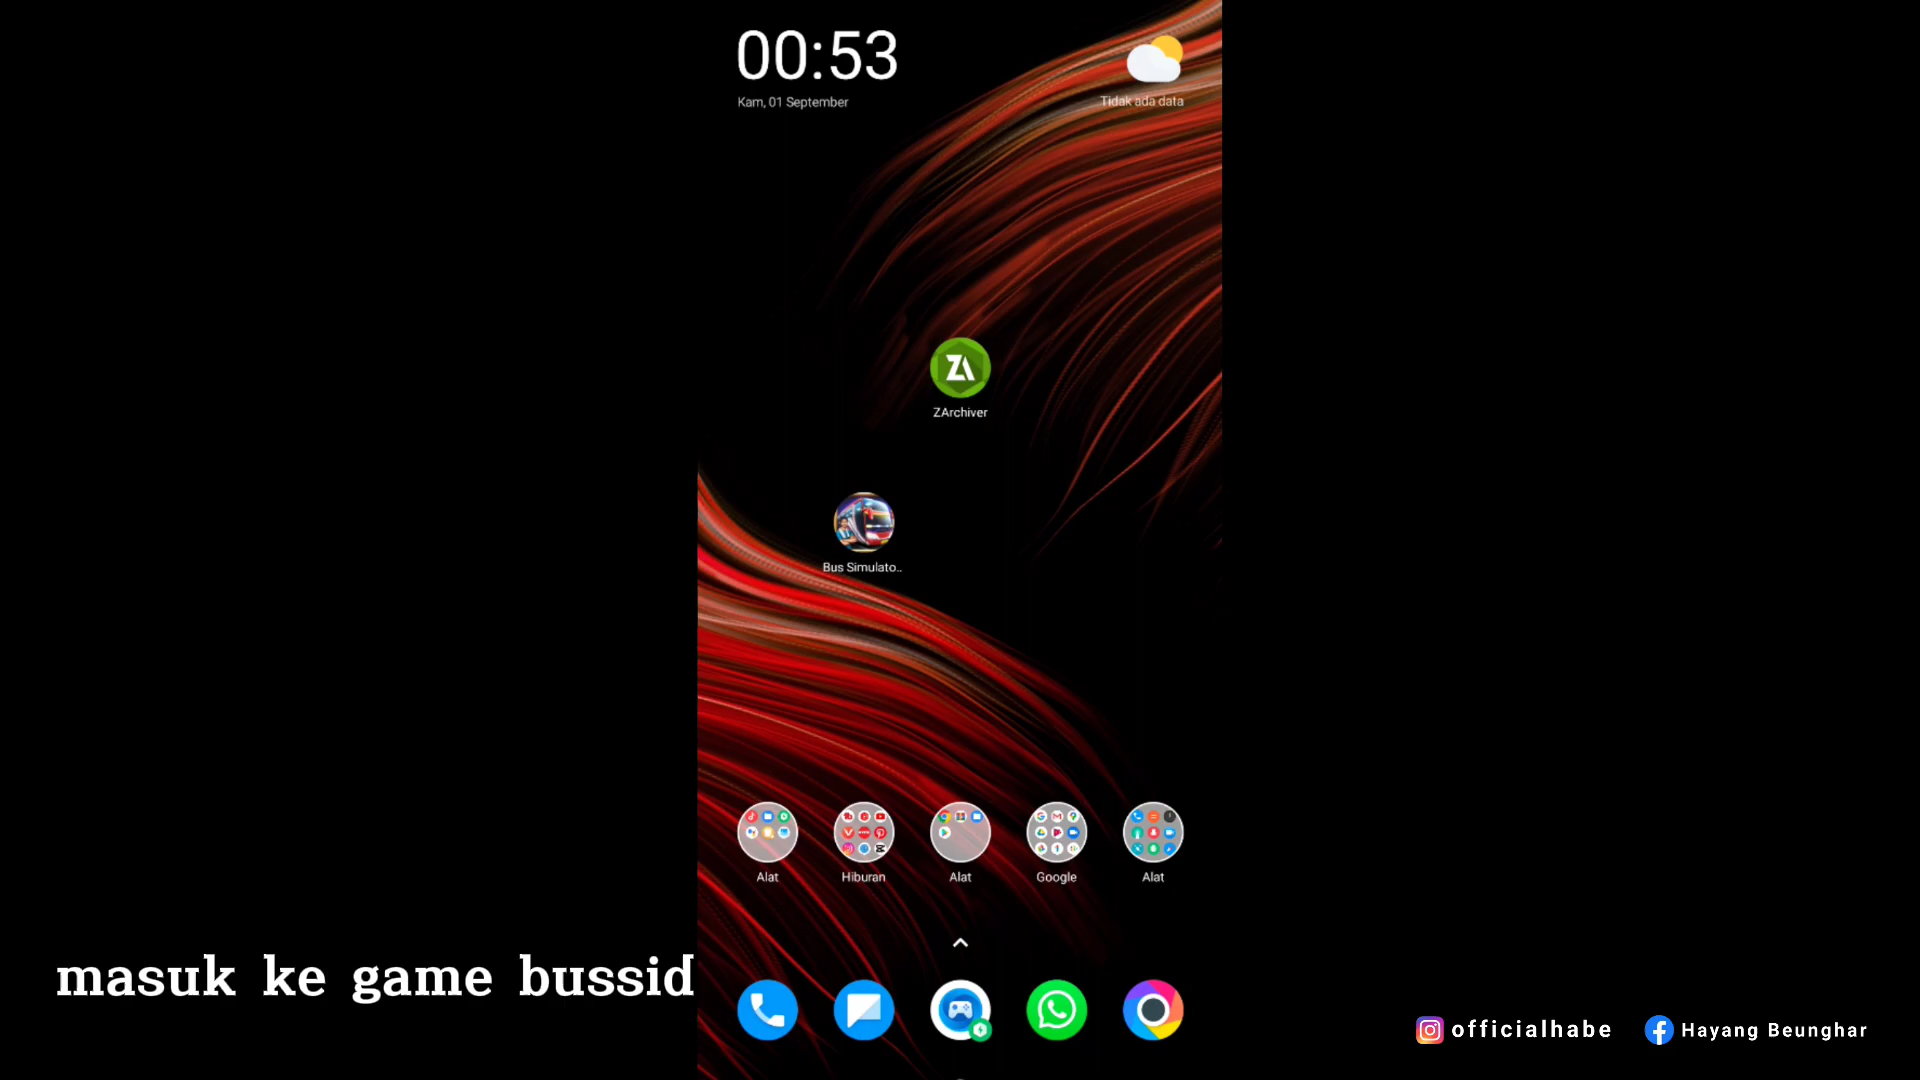 00:53
Kam, 01 September
Tidak ada data
ZArchiver
Bus Simulato..
Alat
Hiburan
Alat
Google
Alat
masuk ke game bussid
officialhabe
Hayang Beunghar